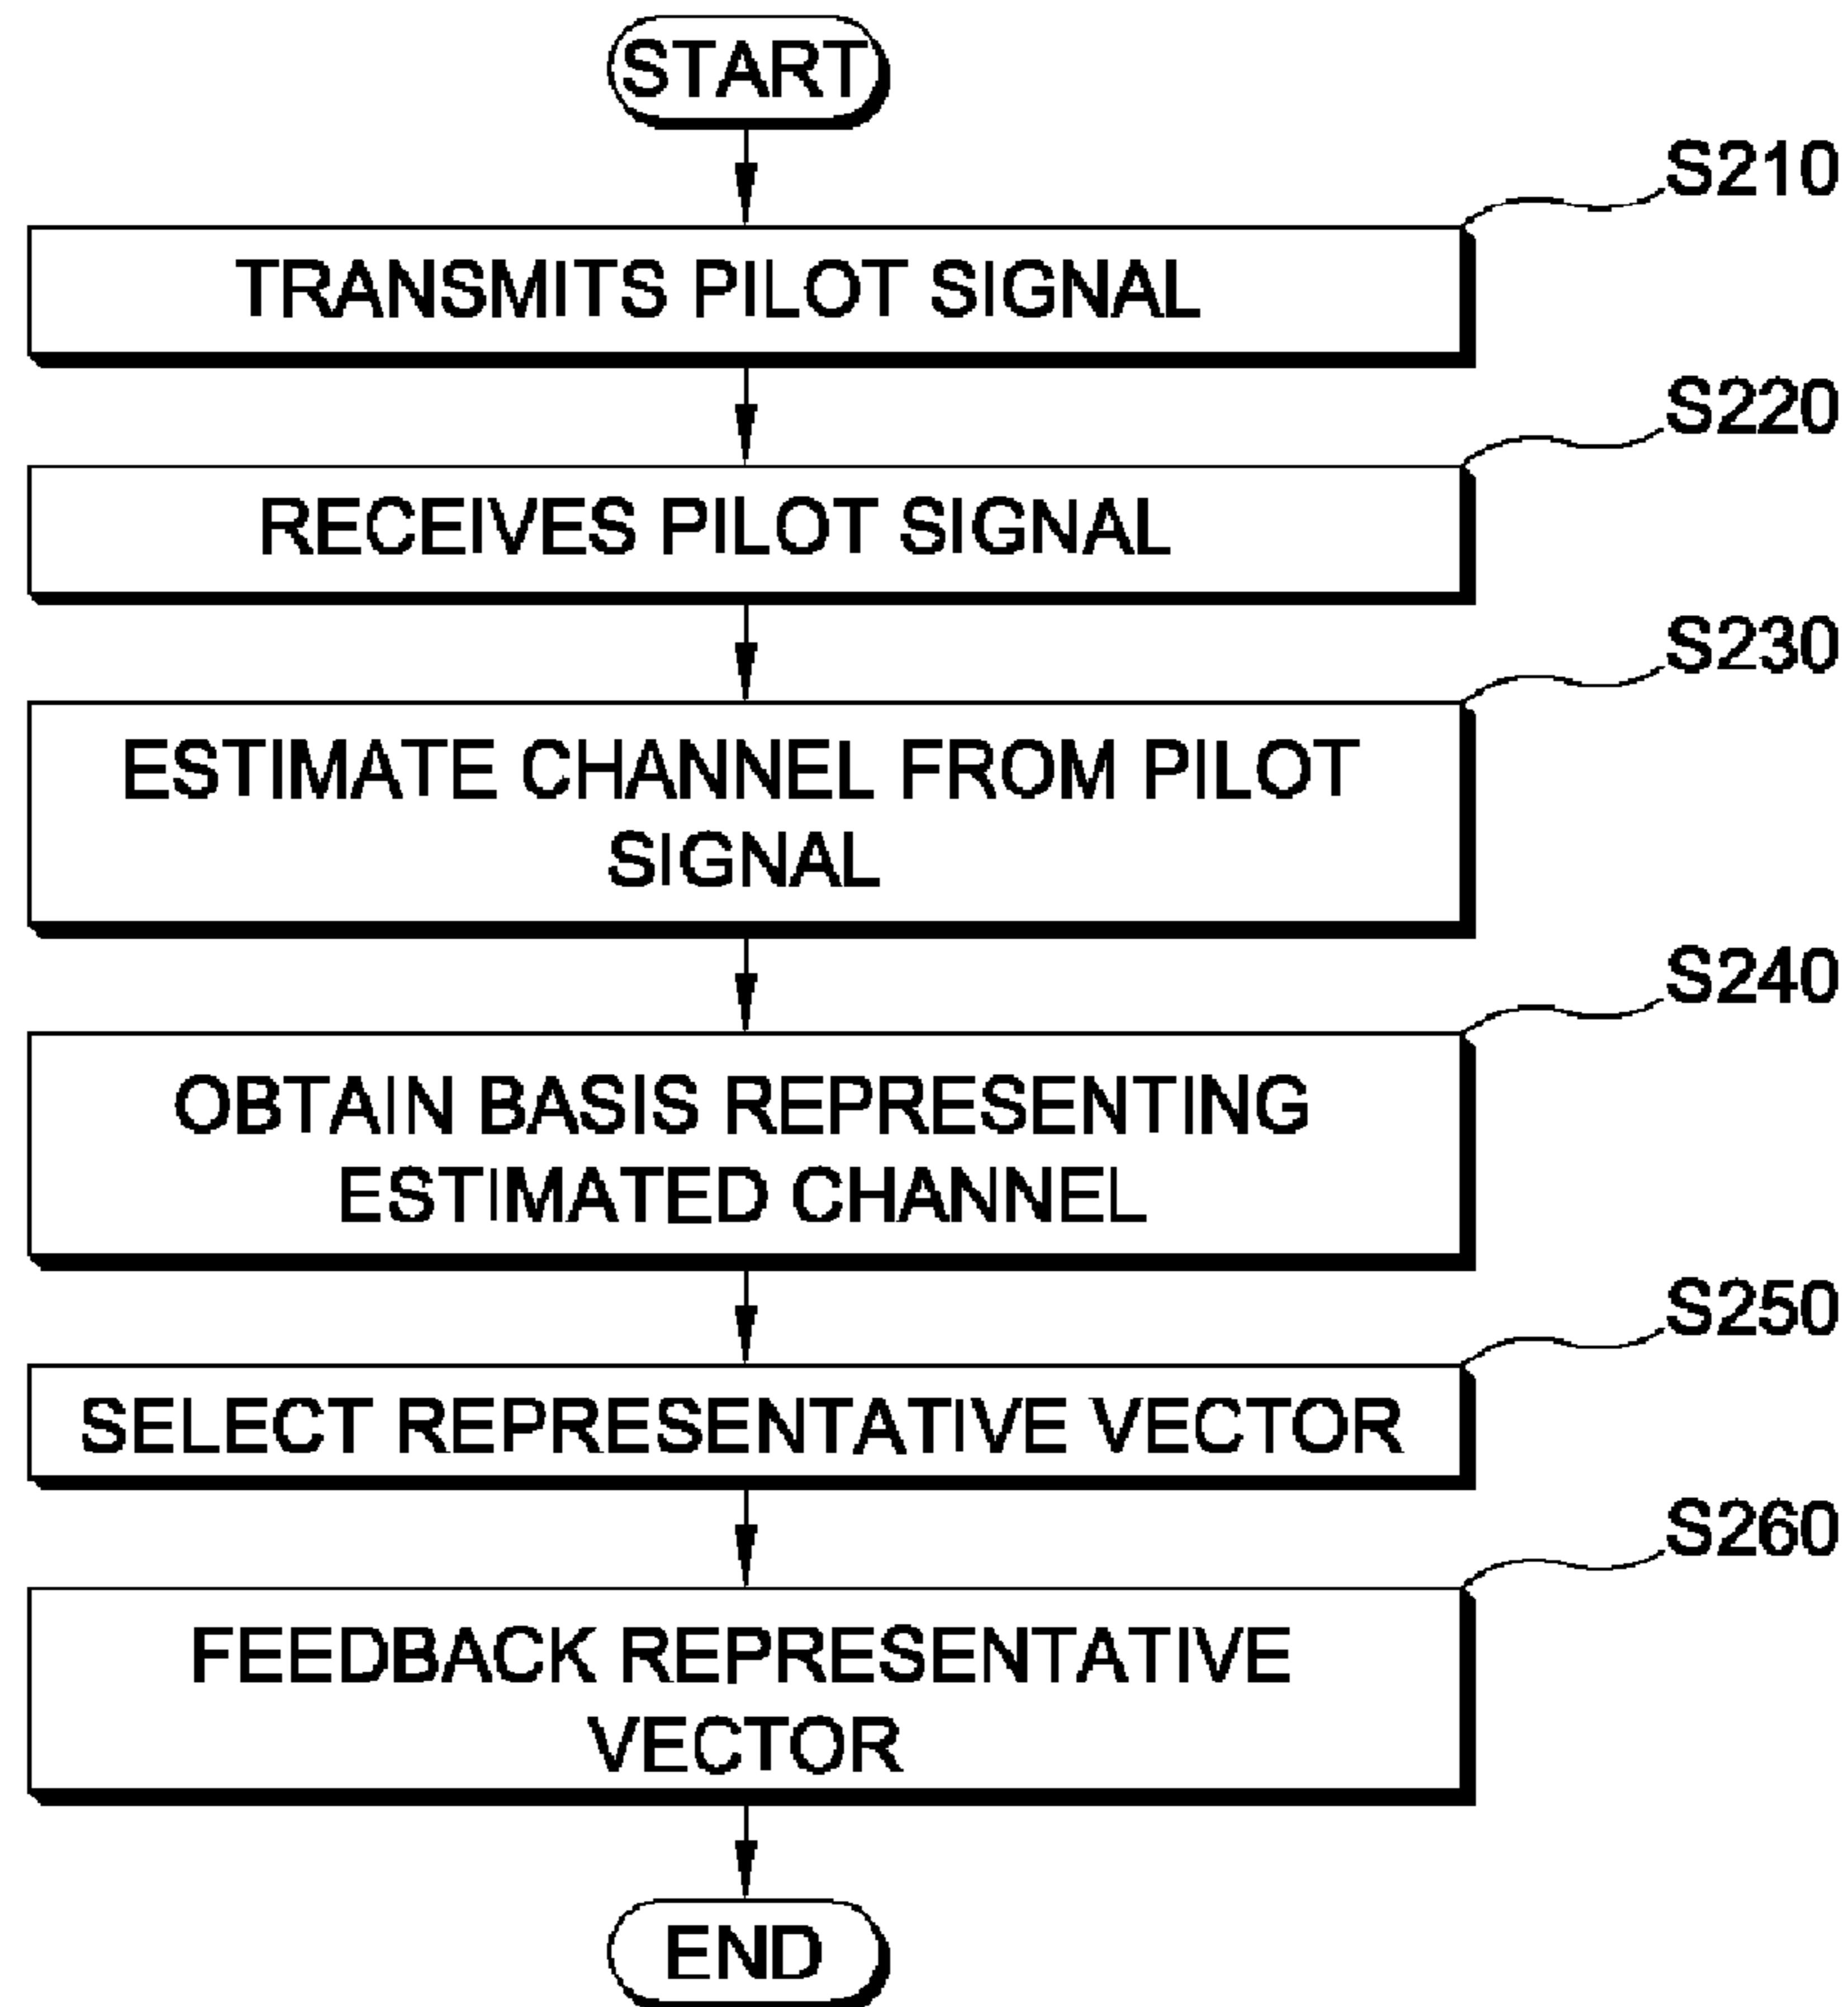 START
S210
TRANSMITS PILOT SIGNAL
S220
RECEIVES PILOT SIGNAL
S230
ESTIMATE CHANNEL FROM PILOT
SIGNAL
S240
OBTAIN BASIS REPRESENTING
ESTIMATED CHANNEL
S250
SELECT REPRESENTATIVE VECTOR
S260
FEEDBACK REPRESENTATIVE
VECTOR
END